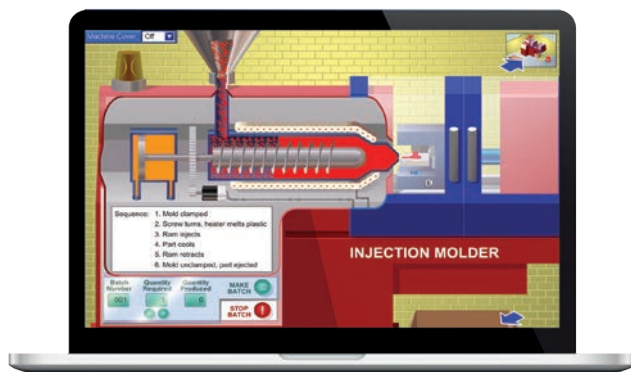 Machine Cover: Off
Sequence: 1. Mold clamped
2. Screw turns, heater melts plastic
3. Ram injects
4. Part cools
5. Ram retracts
6. Mold unclamped, part ejected
INJECTION MOLDER
Batch Number
Quantity Required
Quantity Produced
MAKE BATCH
001
1
0
STOP BATCH